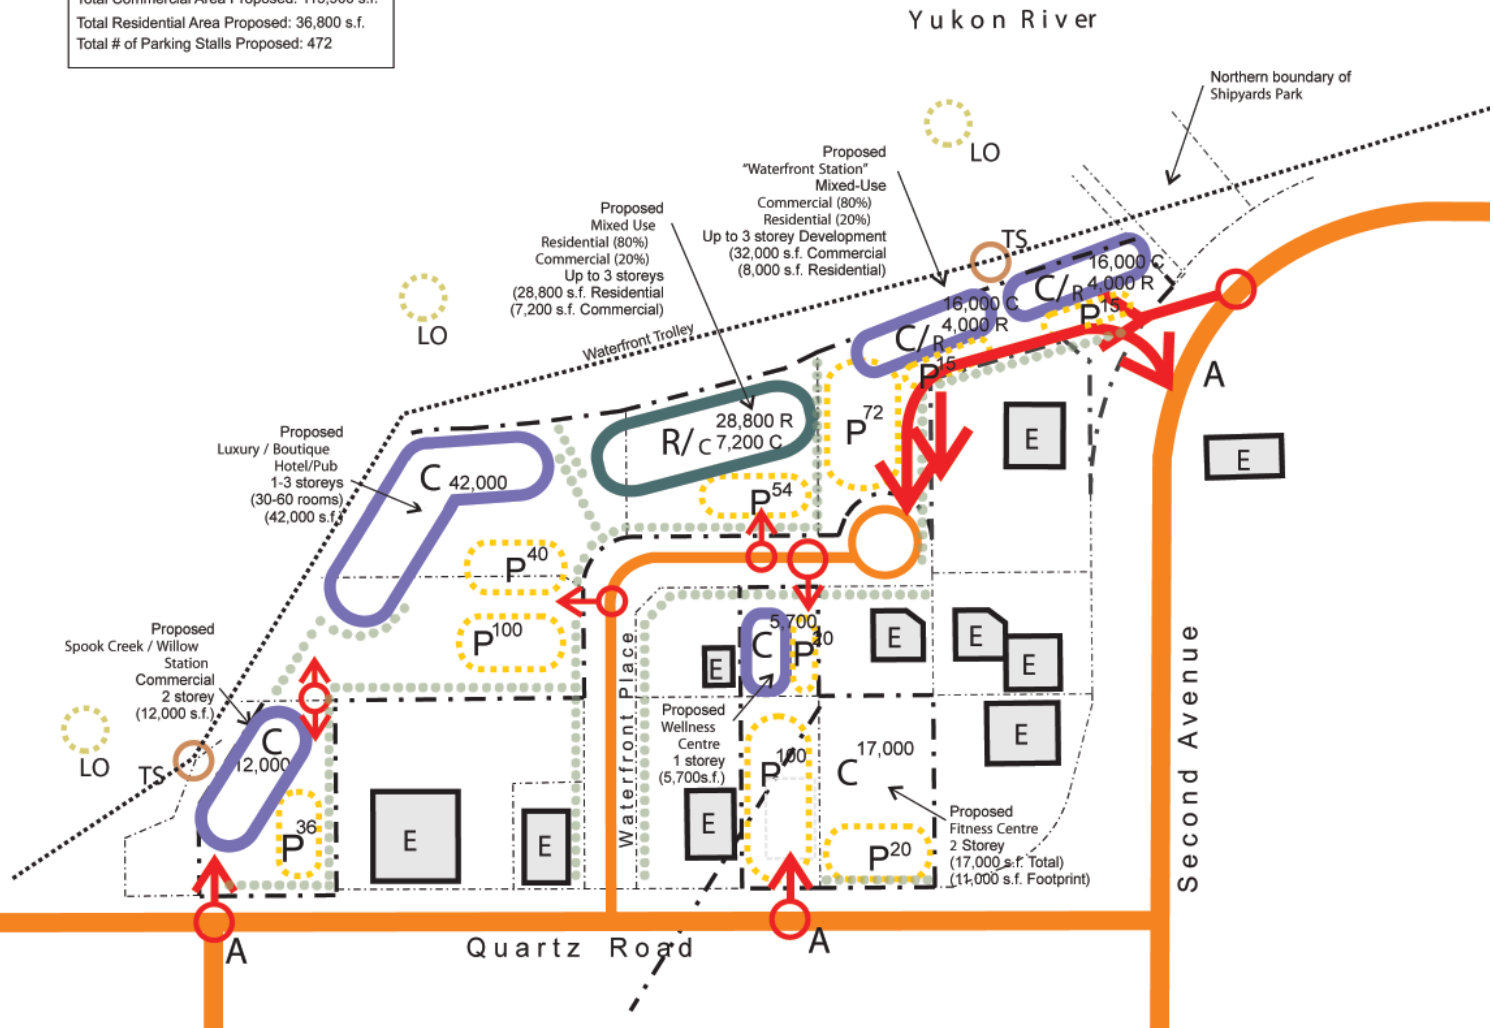 Total Residential Area Proposed: 36,800 s.f.
Total # of Parking Stalls Proposed: 472
Yukon River
Northern boundary of
Shipyards Park
LO
Proposed
"Waterfront Station"
Mixed-Use
Commercial (80%)
Residential (20%)
Up to 3 storey Development
(32,000 s.f. Commercial
(8,000 s.f. Residential)
Proposed
Mixed Use
Residential (80%)
Commercial (20%)
Up to 3 storeys
(28,800 s.f. Residential
(7,200 s.f. Commercial)
TS
16,000 C
C/R 4,000 R
P15
16,000 C
4,000 R
C/R
P15
LO
Waterfront Trolley
A
Proposed
Luxury / Boutique
Hotel/Pub
1-3 storeys
(30-60 rooms)
(42,000 s.f.)
C 42,000
28,800 R
R/C 7,200 C
P72
E
E
P54
P40
P100
Proposed
Spook Creek / Willow
Station
Commercial
2 storey
(12,000 s.f.)
5,700
C
P20
E
E
E
E
E
Waterfront Place
Second Avenue
Proposed
Wellness
Centre
1 storey
(5,700s.f.)
LO
TS
C
12,000
P36
E
E
E
P100
17,000
C
P20
Proposed
Fitness Centre
2 Storey
(17,000 s.f. Total)
(11,000 s.f. Footprint)
E
A
Quartz Road
A